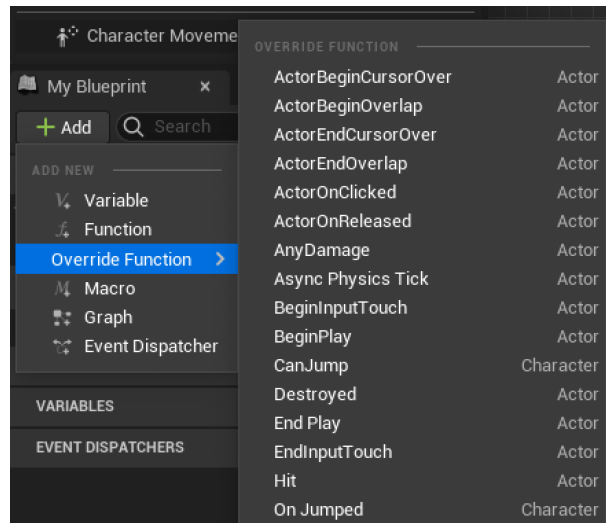 Character Moveme
My Blueprint ×
+ Add Search
ADD NEW
Variable
Function
Override Function >
Macro
Graph
Event Dispatcher
VARIABLES
EVENT DISPATCHERS
OVERRIDE FUNCTION
ActorBeginCursorOver Actor
ActorBeginOverlap Actor
ActorEndCursorOver Actor
ActorEndOverlap Actor
ActorOnClicked Actor
ActorOnReleased Actor
AnyDamage Actor
Async Physics Tick Actor
BeginInputTouch Actor
BeginPlay Actor
CanJump Character
Destroyed Actor
End Play Actor
EndInputTouch Actor
Hit Actor
On Jumped Character